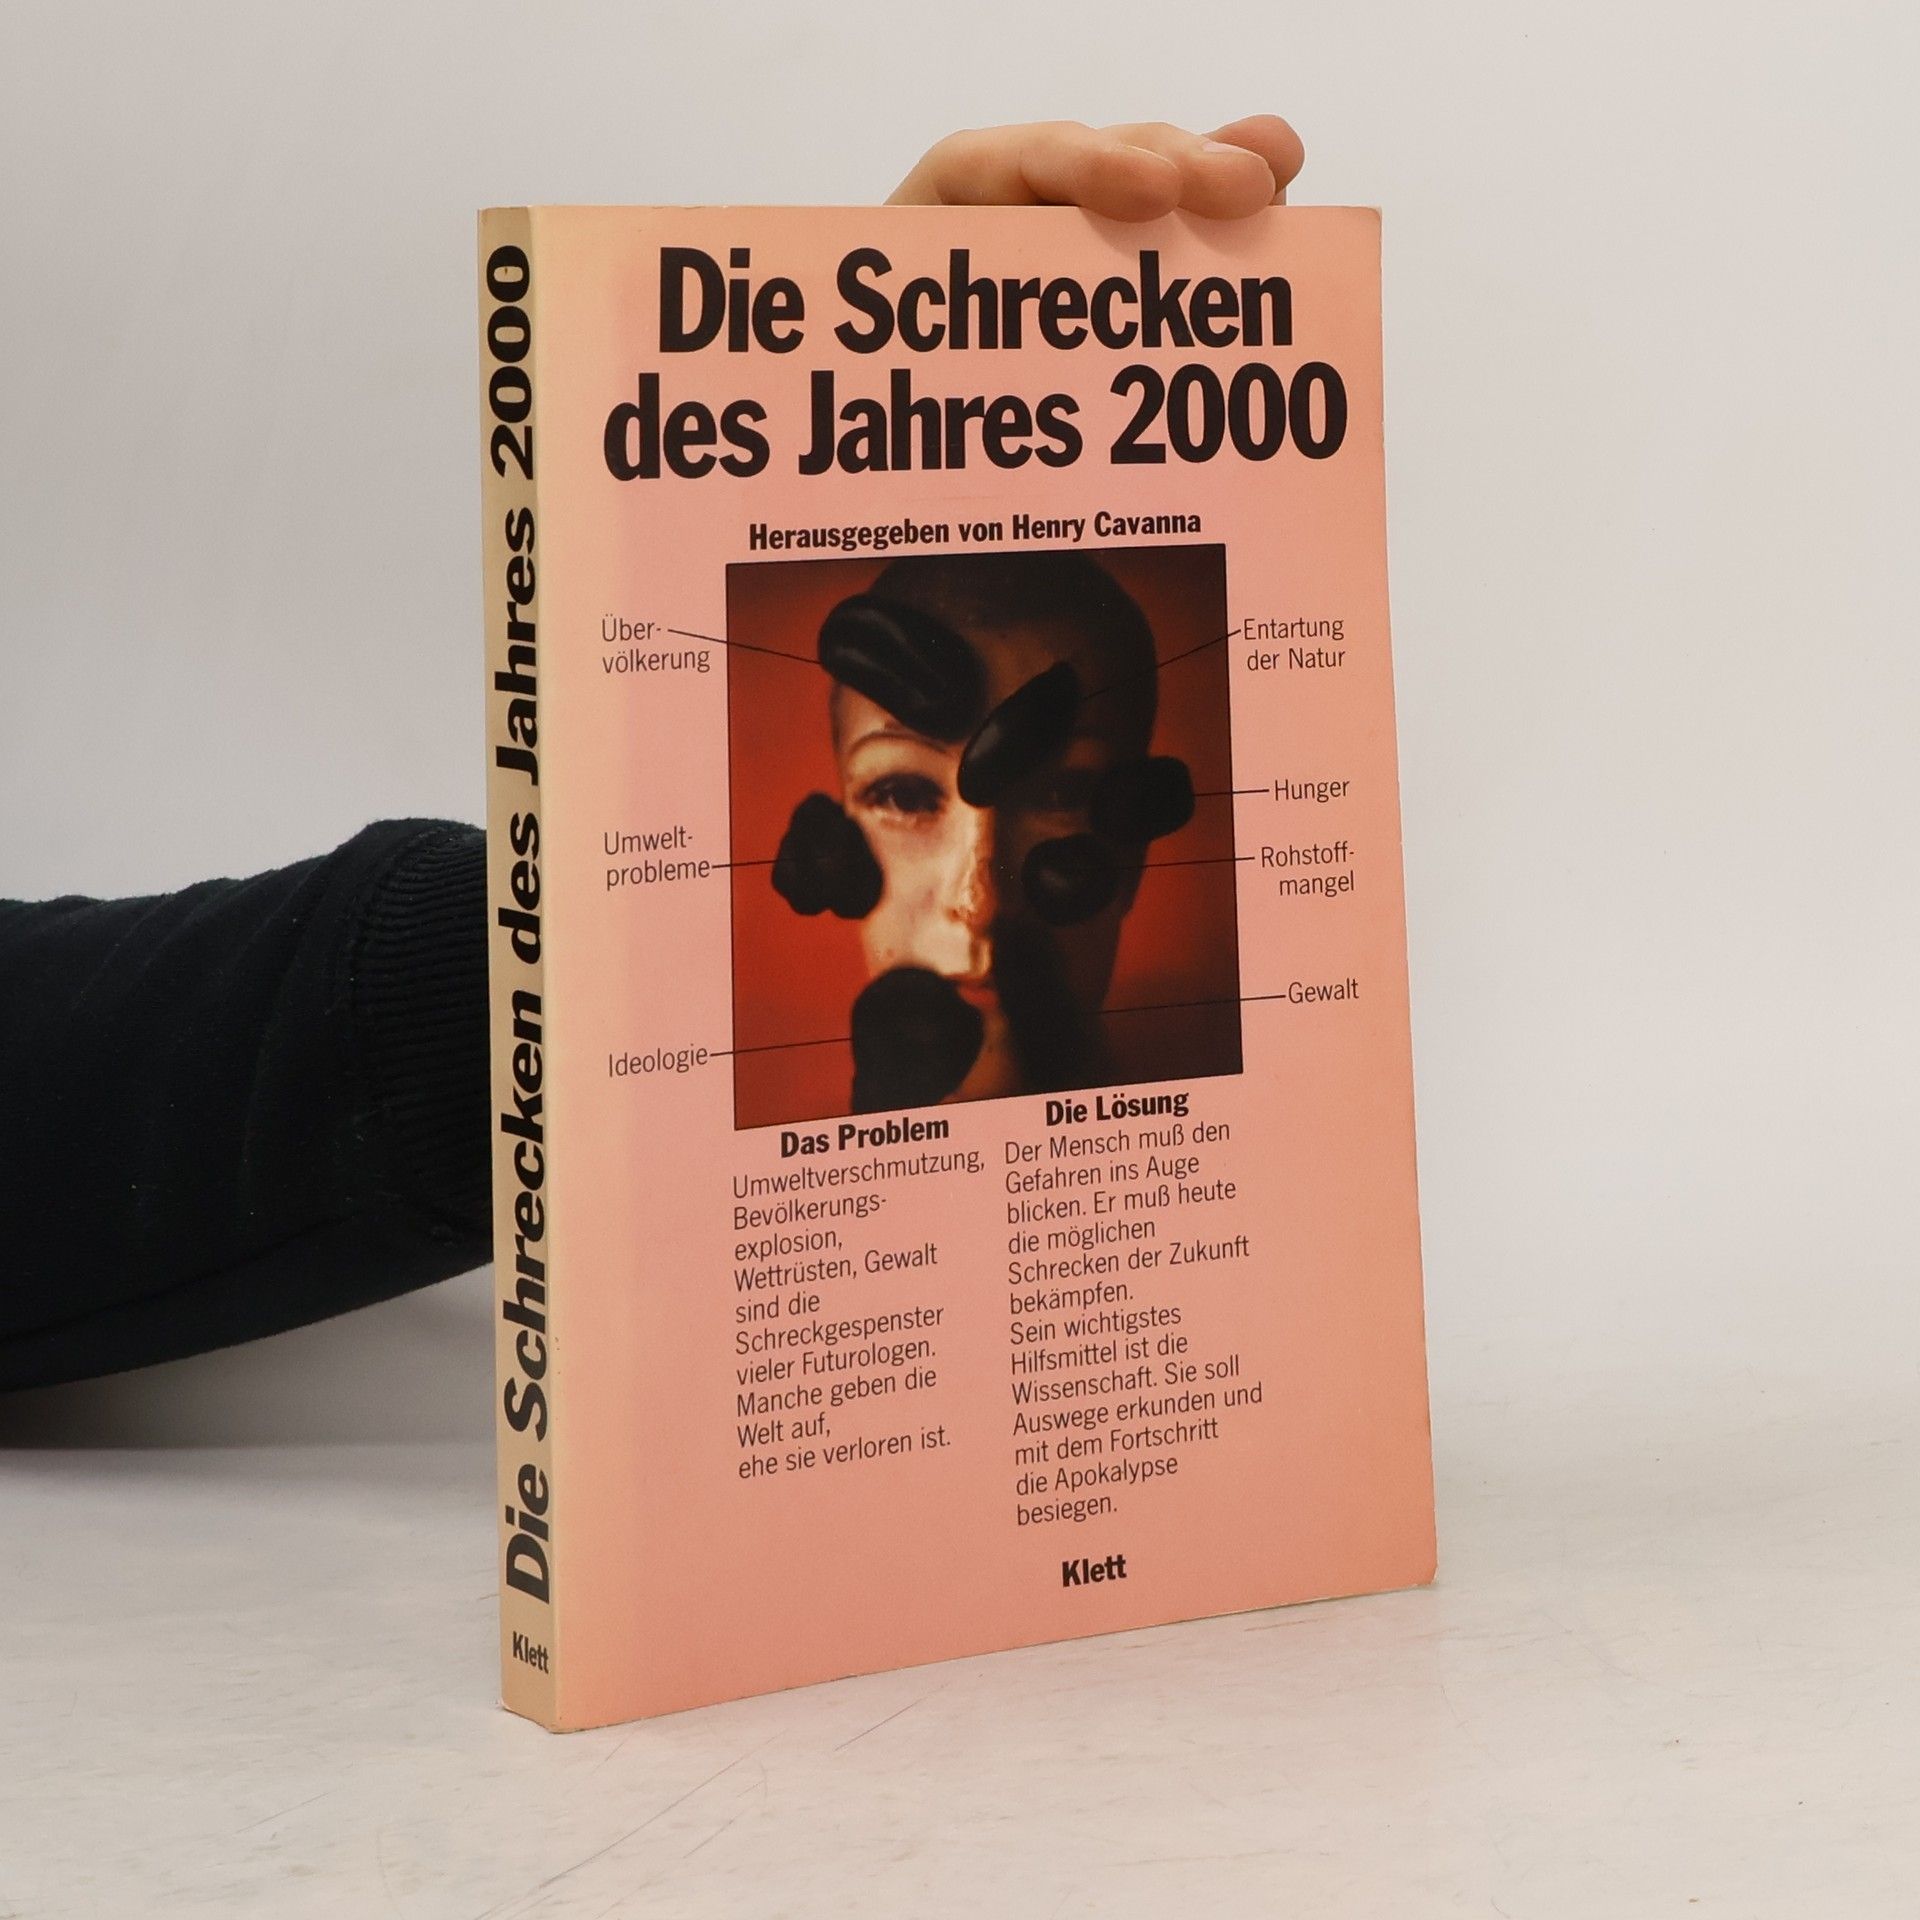 Die Schrecken des Jahres 2000
Klett
Die Schrecken
des Jahres 2000
Herausgegeben von Henry Cavanna
Über-
völkerung
Umwelt-
probleme
Ideologie
Entartung
der Natur
Hunger
Rohstoff-
mangel
Gewalt
Das Problem
Umweltverschmutzung,
Bevölkerungs-
explosion,
Wettrüsten, Gewalt
sind die
Schreckgespenster
vieler Futurologen.
Manche geben die
Welt auf,
ehe sie verloren ist.
Die Lösung
Der Mensch muß den
Gefahren ins Auge
blicken. Er muß heute
die möglichen
Schrecken der Zukunft
bekämpfen.
Sein wichtigstes
Hilfsmittel ist die
Wissenschaft. Sie soll
Auswege erkunden und
mit dem Fortschritt
die Apokalypse
besiegen.
Klett